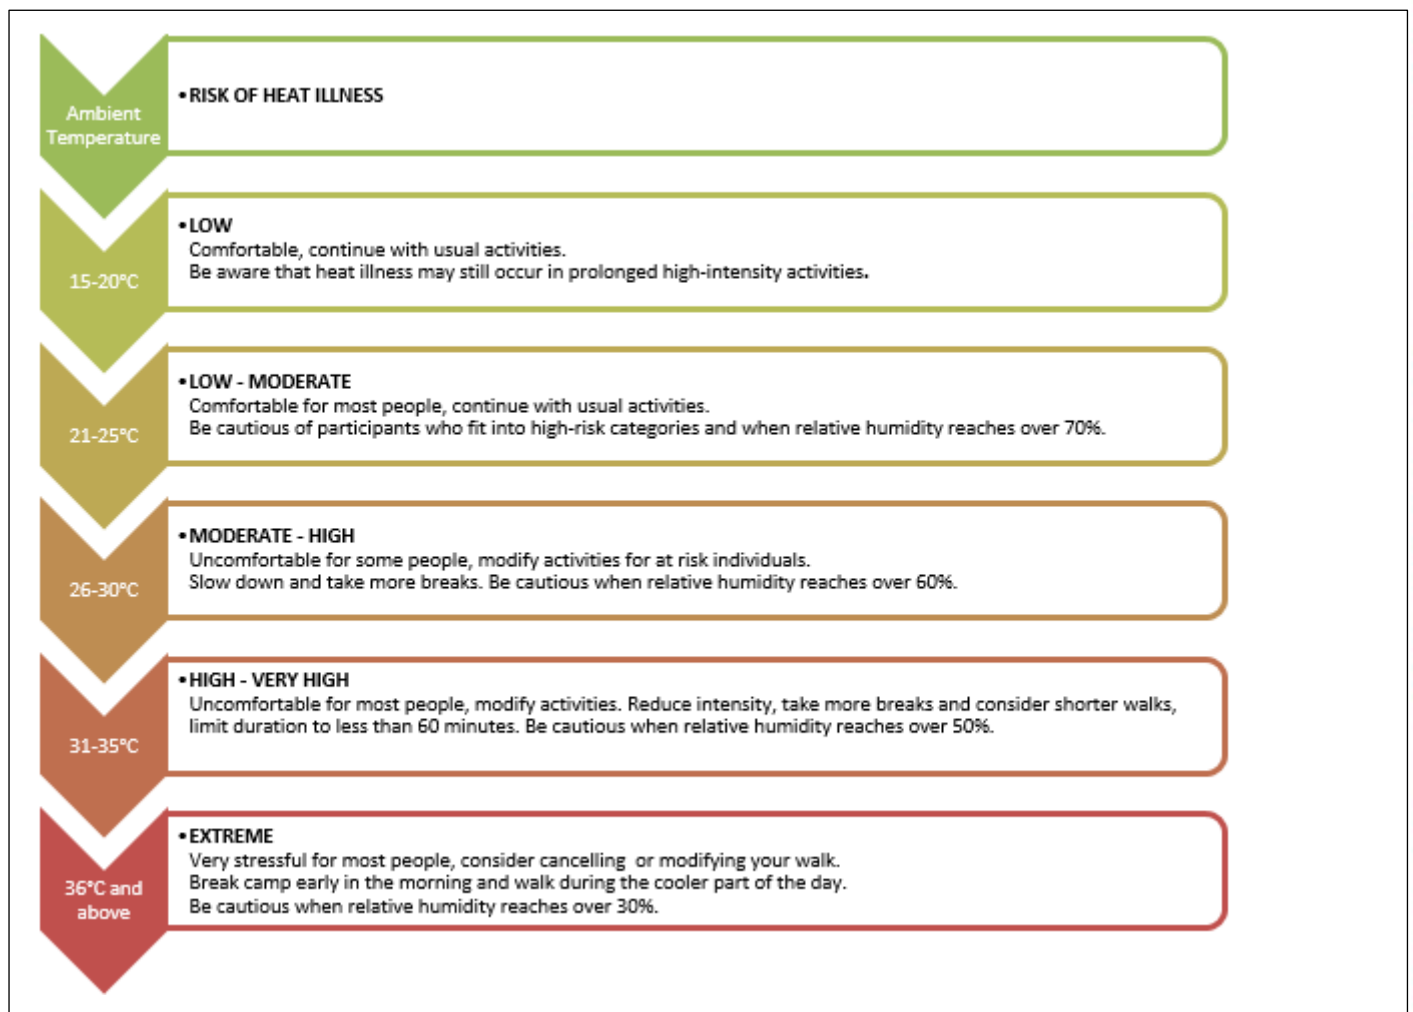 Ambient
Temperature
•RISK OF HEAT ILLNESS
15-20°C
•LOW
Comfortable, continue with usual activities.
Be aware that heat illness may still occur in prolonged high-intensity activities.
21-25°C
•LOW - MODERATE
Comfortable for most people, continue with usual activities.
Be cautious of participants who fit into high-risk categories and when relative humidity reaches over 70%.
26-30°C
•MODERATE - HIGH
Uncomfortable for some people, modify activities for at risk individuals.
Slow down and take more breaks. Be cautious when relative humidity reaches over 60%.
31-35°C
•HIGH - VERY HIGH
Uncomfortable for most people, modify activities. Reduce intensity, take more breaks and consider shorter walks,
limit duration to less than 60 minutes. Be cautious when relative humidity reaches over 50%.
36°C and
above
•EXTREME
Very stressful for most people, consider cancelling  or modifying your walk.
Break camp early in the morning and walk during the cooler part of the day.
Be cautious when relative humidity reaches over 30%.